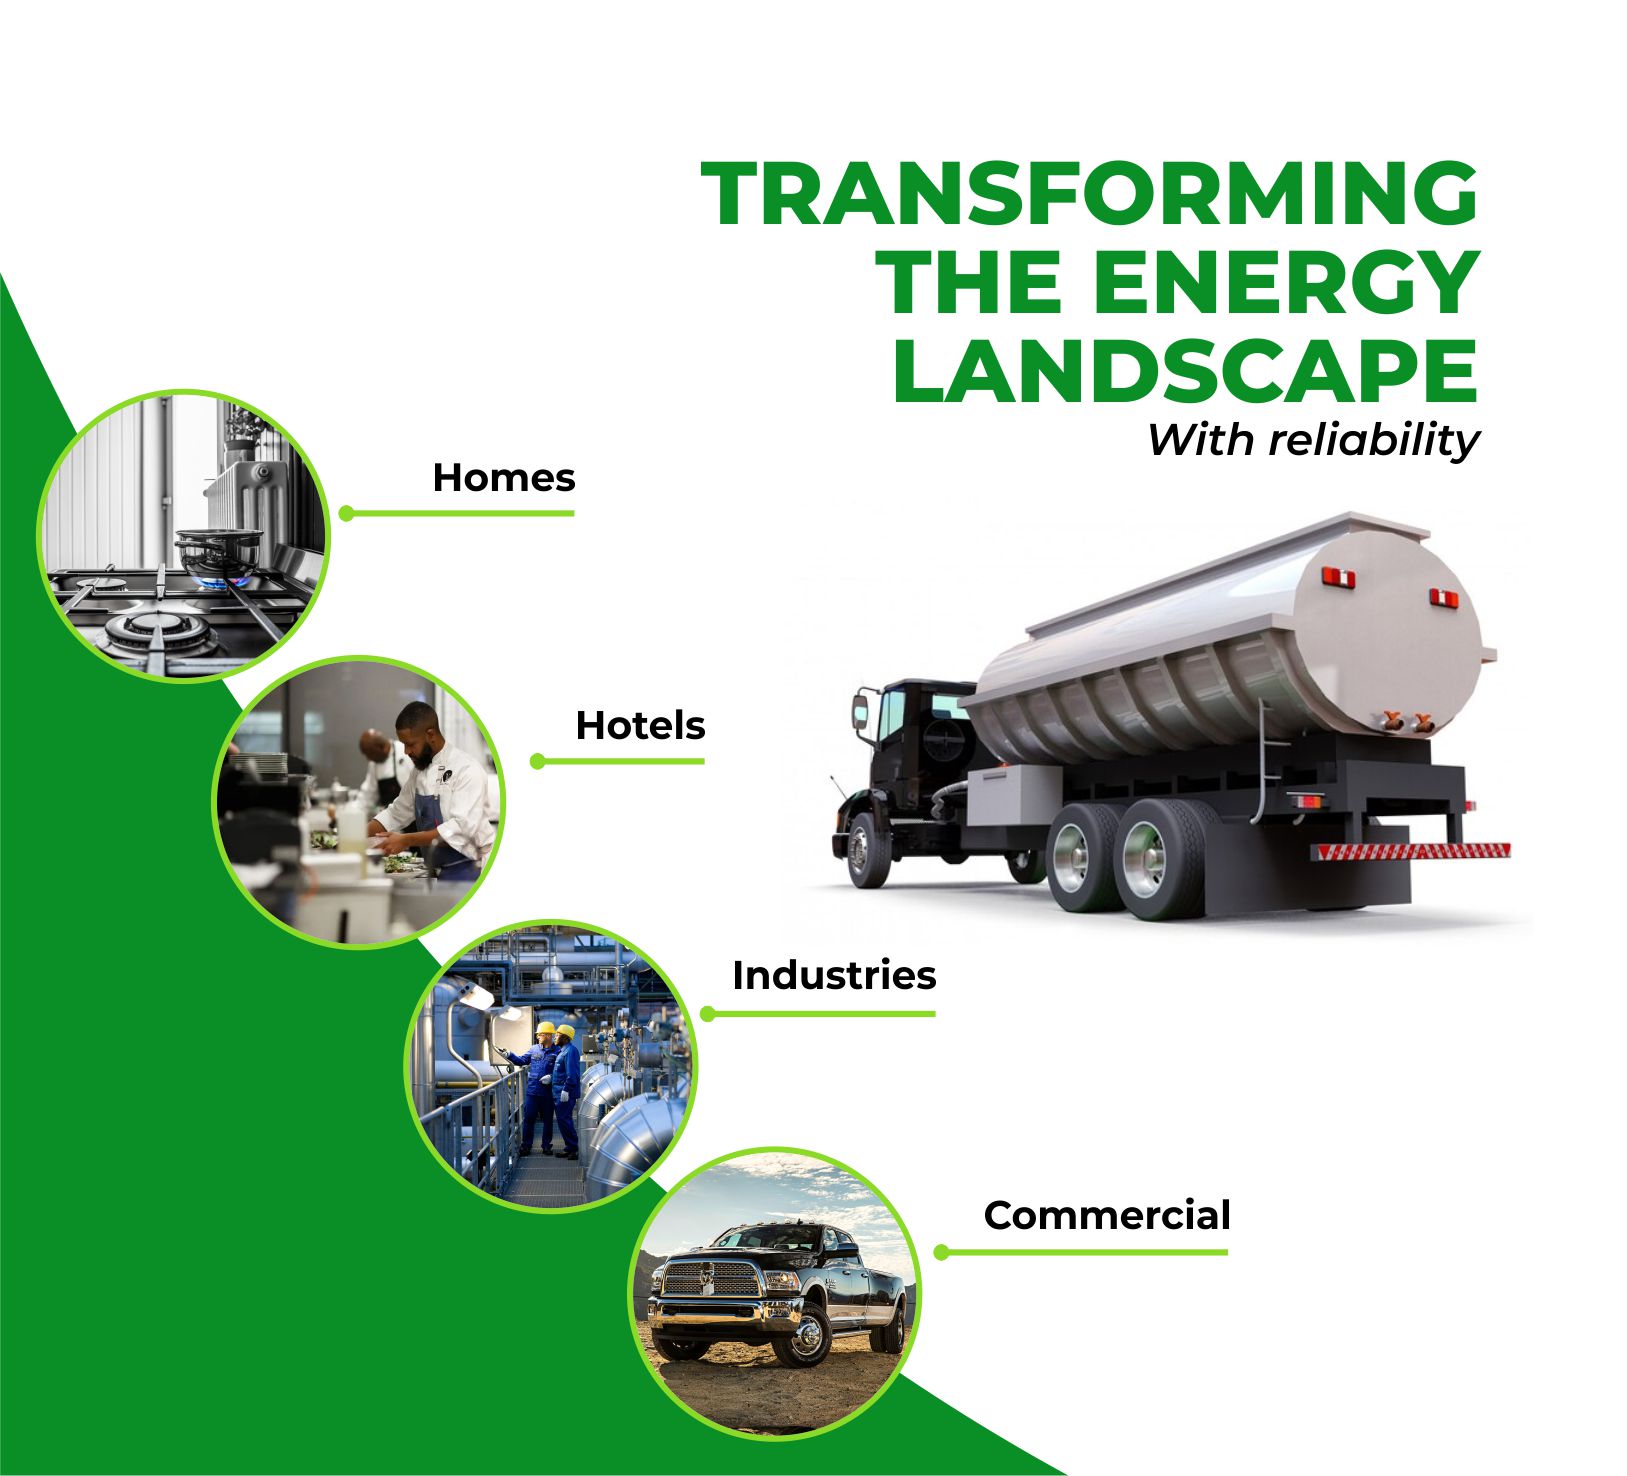 TRANSFORMING
THE ENERGY
LANDSCAPE
With reliability
Homes
Hotels
Industries
Commercial